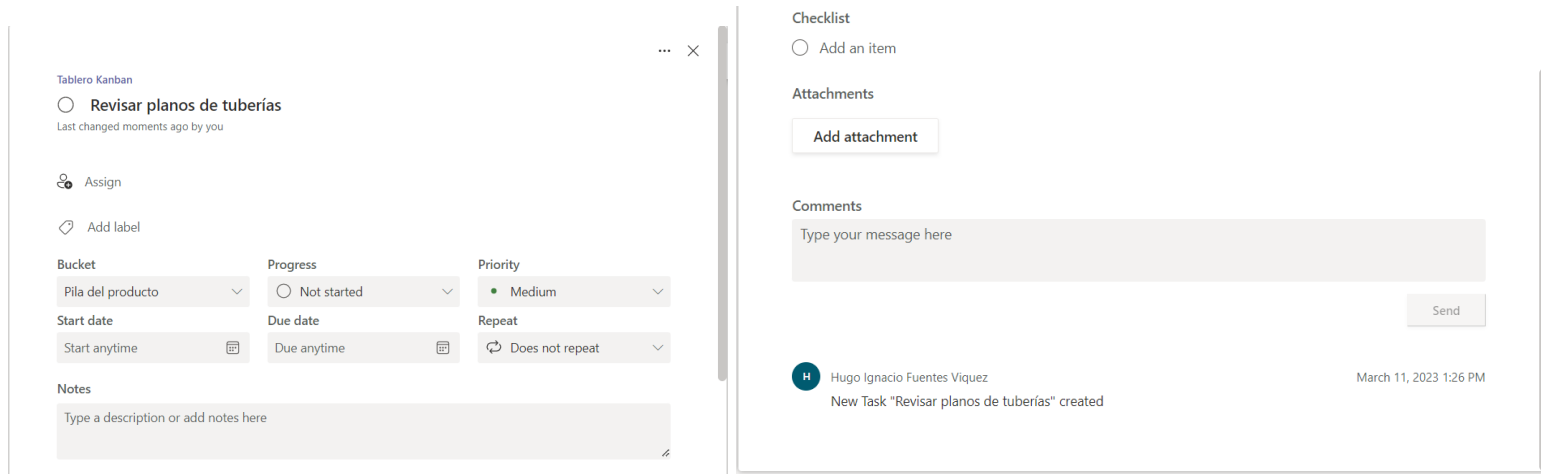 Tablero Kanban
Revisar planos de tuberías
Last changed moments ago by you
Assign
Add label
Bucket Progress Priority
Pila del producto Not started Medium
Start date Due date Repeat
Start anytime Due anytime Does not repeat
Notes
Type a description or add notes here
Checklist
Add an item
Attachments
Add attachment
Comments
Type your message here
Send
H Hugo Ignacio Fuentes Viquez March 11, 2023 1:26 PM
New Task "Revisar planos de tuberías" created